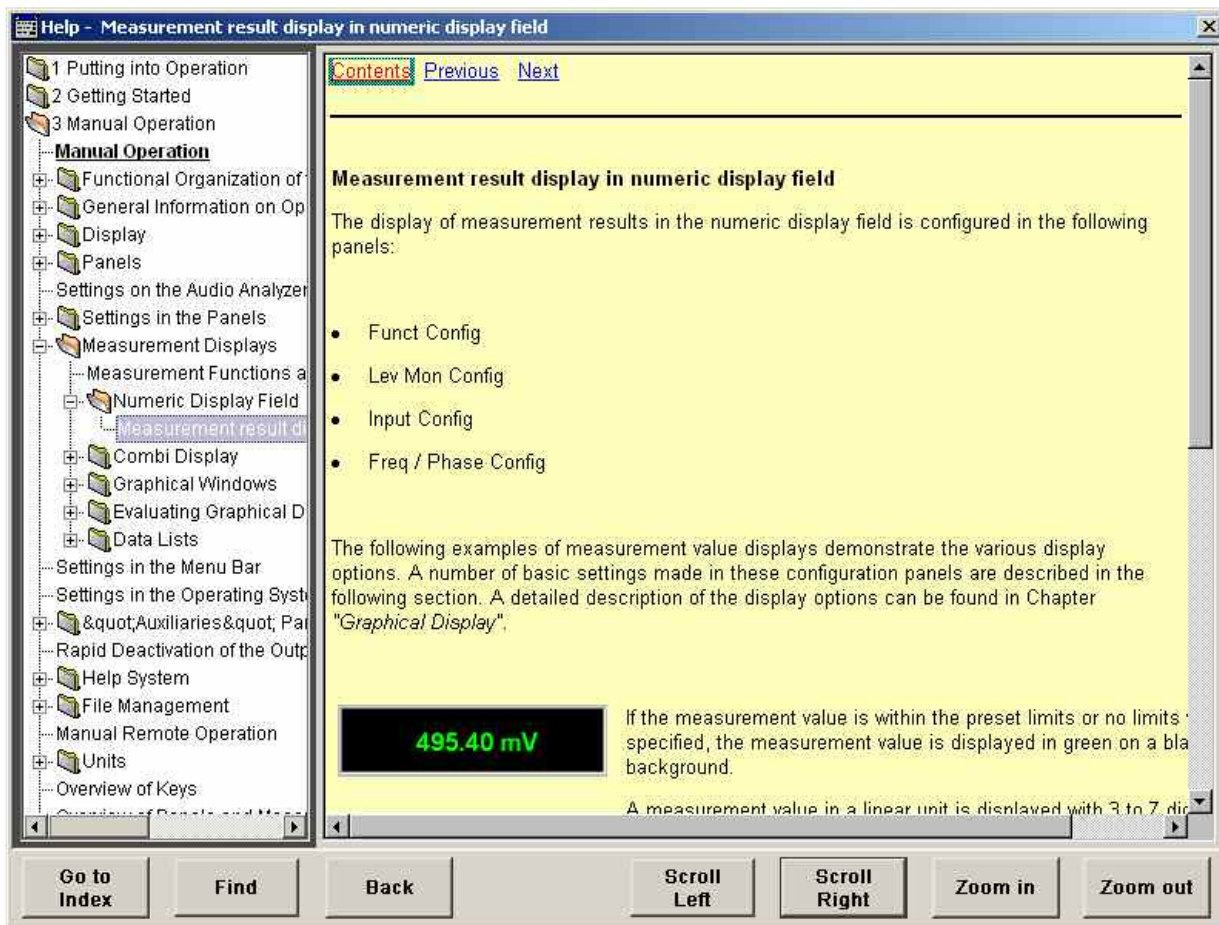 Help - Measurement result display in numeric display field
1 Putting into Operation
2 Getting Started
3 Manual Operation
Manual Operation
Functional Organization of
General Information on Op
Display
Panels
Settings on the Audio Analyzer
Settings in the Panels
Measurement Displays
Measurement Functions a
Numeric Display Field
Measurement result di
Combi Display
Graphical Windows
Evaluating Graphical D
Data Lists
Settings in the Menu Bar
Settings in the Operating Syst
&quot;Auxiliaries&quot; Pa
Rapid Deactivation of the Outp
Help System
File Management
Manual Remote Operation
Units
Overview of Keys
Contents Previous Next
Measurement result display in numeric display field
The display of measurement results in the numeric display field is configured in the following
panels:
• Funct Config
• Lev Mon Config
• Input Config
• Freq / Phase Config
The following examples of measurement value displays demonstrate the various display
options. A number of basic settings made in these configuration panels are described in the
following section. A detailed description of the display options can be found in Chapter
"Graphical Display".
495.40 mV
If the measurement value is within the preset limits or no limits
specified, the measurement value is displayed in green on a bla
background.
A measurement value in a linear unit is displayed with 3 to 7 dig
Go to
Index
Find
Back
Scroll
Left
Scroll
Right
Zoom in
Zoom out